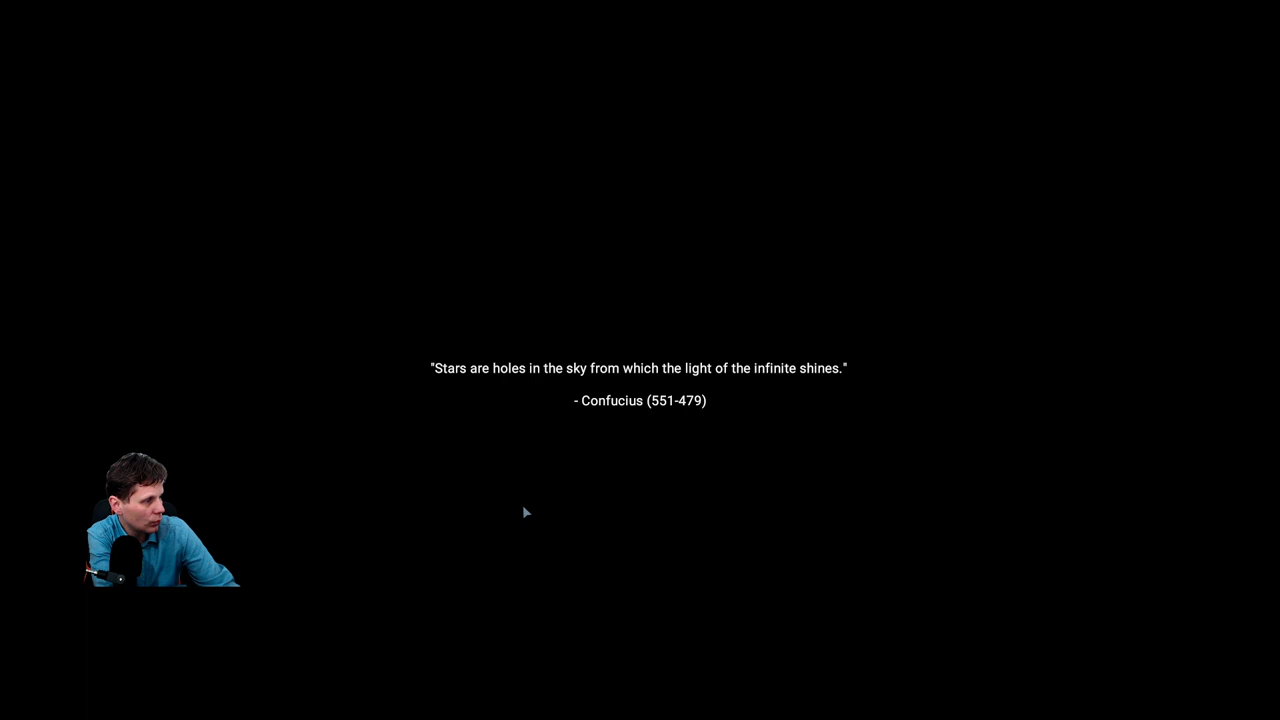 "Stars are holes in the sky from which the light of the infinite shines."
- Confucius (551-479)